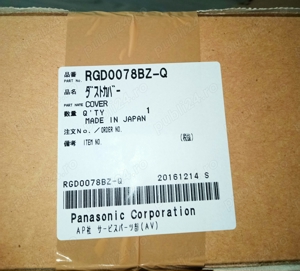 品番 RGD0078BZ-Q
PART No.
品名 ﾀﾞｽﾄｶﾊﾞｰ
PART NAME COVER
数量 Q'TY 1
MADE IN JAPAN
注文No./ORDER NO.
備考 ITEM NO.
RGD0078BZ-Q 20161214 S
Panasonic Corporation
AP社 サービスパーツ部(AV)